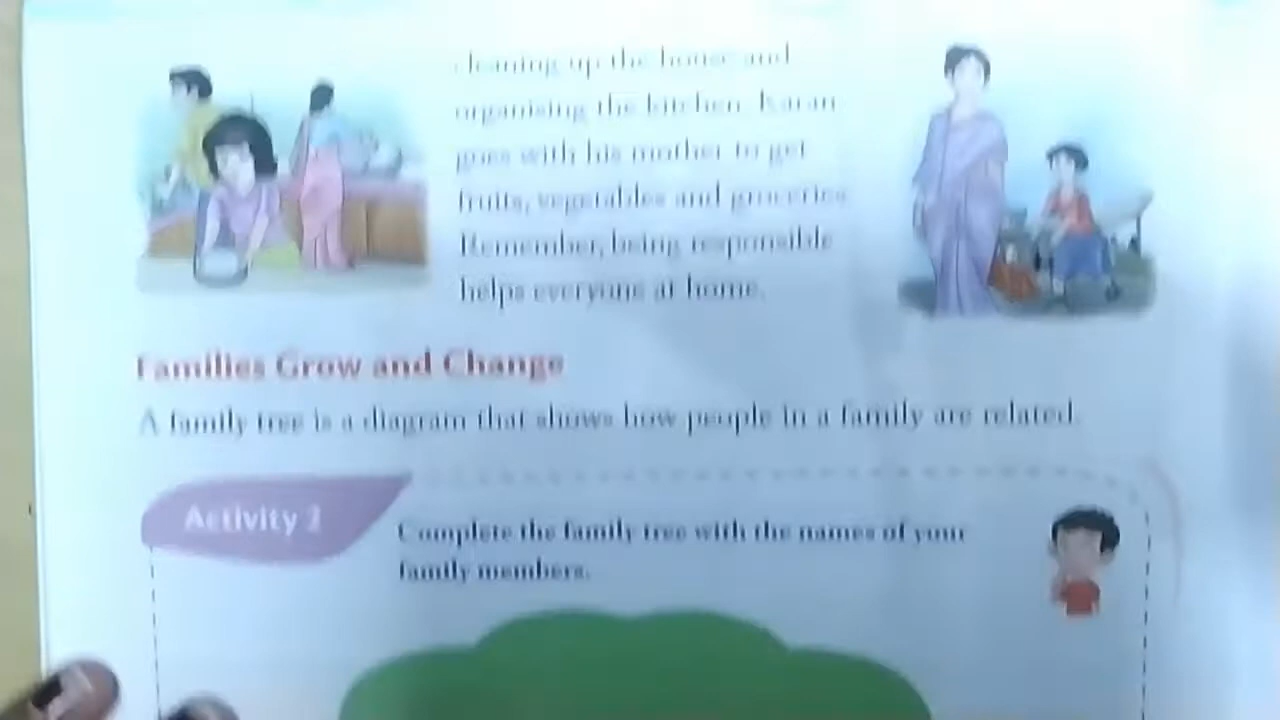 cleaning up the house and
organising the kitchen. Karan
goes with his mother to get
fruits, vegetables and groceries.
Remember, being responsible
helps everyone at home.
Families Grow and Change
A family tree is a diagram that shows how people in a family are related.
Activity
Complete the family tree with the names of your
family members.